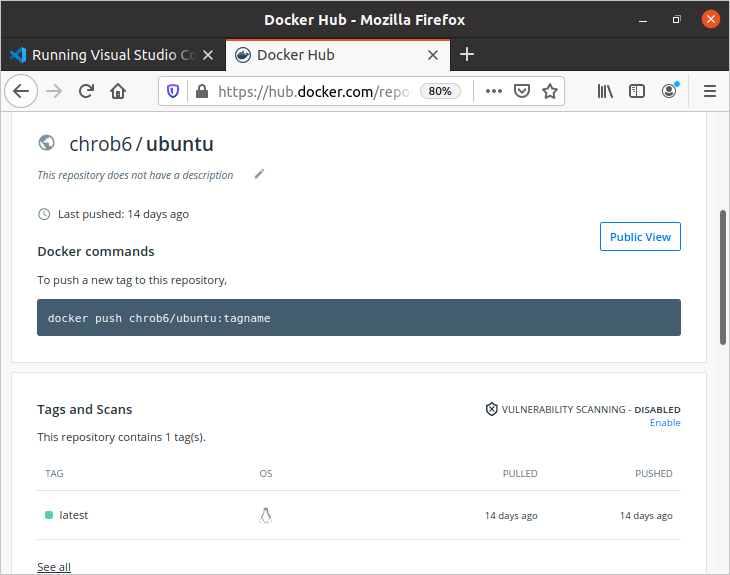 Docker Hub - Mozilla Firefox
Running Visual Studio Co
Docker Hub
https://hub.docker.com/repos
80%
chrob6 / ubuntu
This repository does not have a description
Last pushed: 14 days ago
Public View
Docker commands
To push a new tag to this repository,
docker push chrob6/ubuntu:tagname
Tags and Scans
VULNERABILITY SCANNING - DISABLED
Enable
This repository contains 1 tag(s).
TAG OS PULLED PUSHED
latest 14 days ago 14 days ago
See all